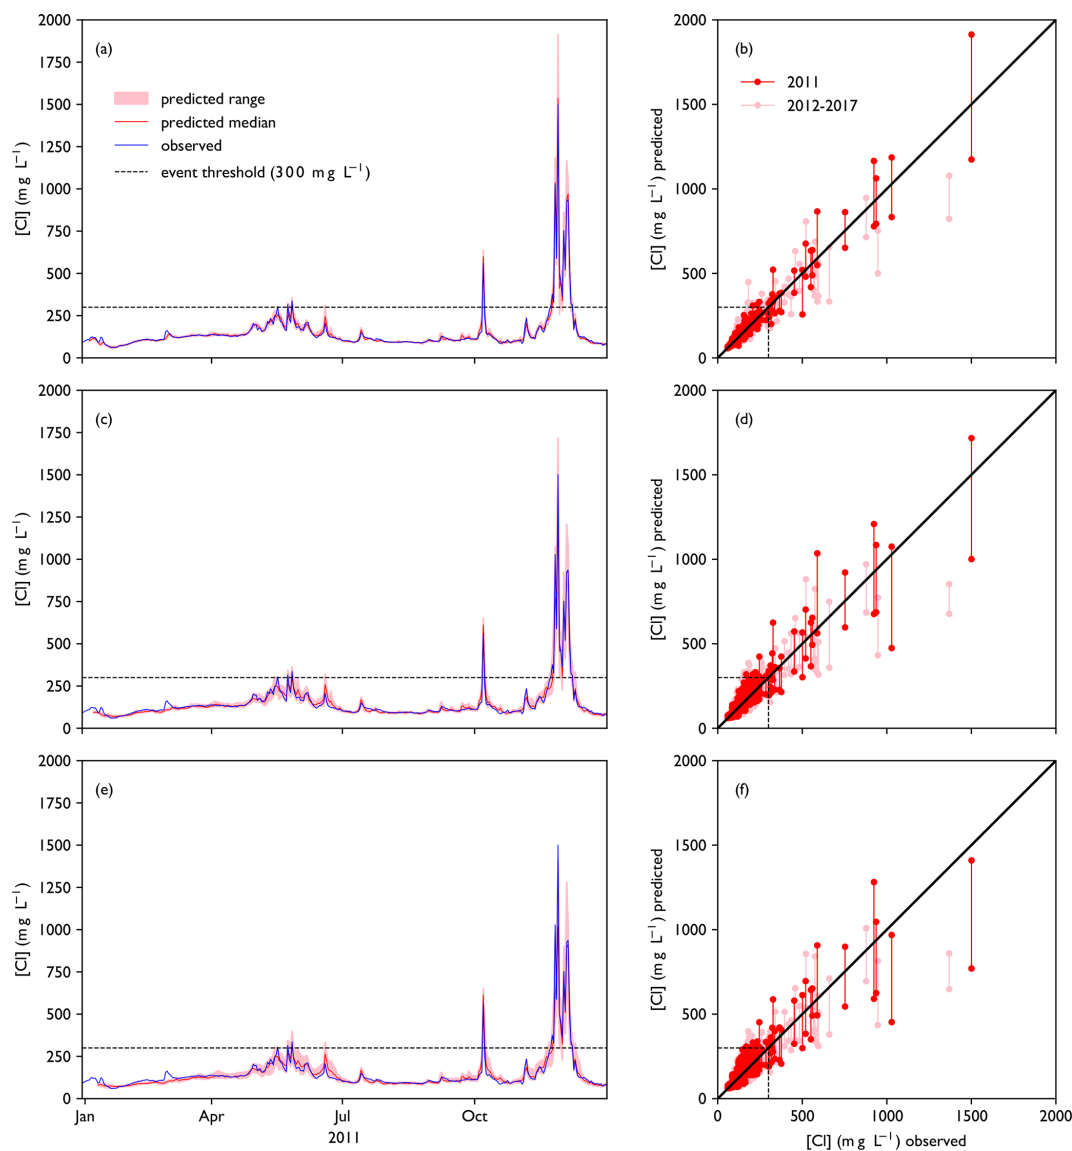 2000
1750
1500
1250
1000
750
500
250
0
[Cl] (mg L−1)
(a)
predicted range
predicted median
observed
event threshold (300 mg L−1)
2000
1500
1000
500
0
[Cl] (mg L−1) predicted
(b)
2011
2012-2017
2000
1750
1500
1250
1000
750
500
250
0
[Cl] (mg L−1)
(c)
2000
1500
1000
500
0
[Cl] (mg L−1) predicted
(d)
2000
1750
1500
1250
1000
750
500
250
0
[Cl] (mg L−1)
(e)
Jan Apr Jul Oct
2011
2000
1500
1000
500
0
[Cl] (mg L−1) predicted
(f)
0 500 1000 1500 2000
[Cl] (mg L−1) observed